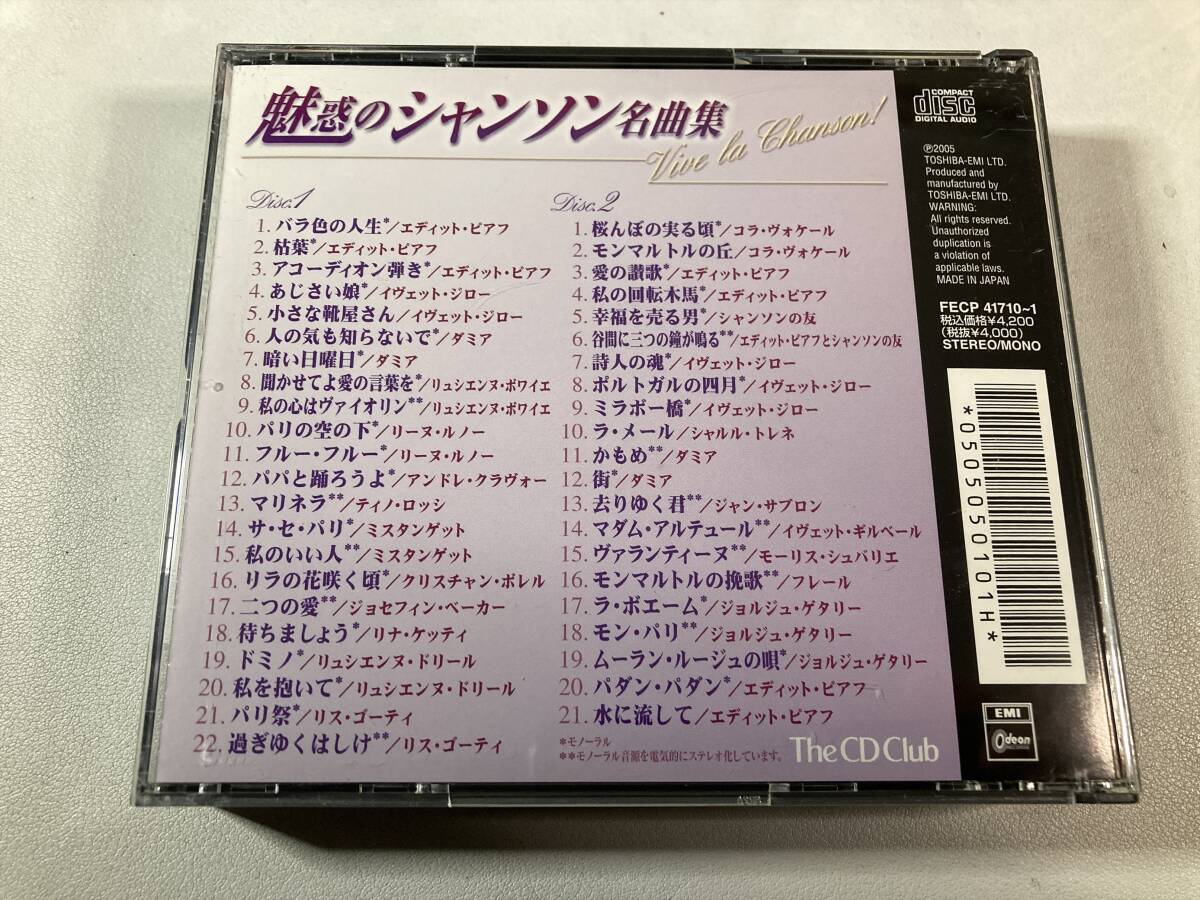 魅惑のシャンソン名曲集
Vive la Chanson!
Disc.1
1. バラ色の人生*/エディット・ピアフ
2. 枯葉*/エディット・ピアフ
3. アコーディオン弾き*/エディット・ピアフ
4. あじさい娘*/イヴェット・ジロー
5. 小さな靴屋さん/イヴェット・ジロー
6. 人の気も知らないで*/ダミア
7. 暗い日曜日*/ダミア
8. 聞かせてよ愛の言葉を*/リュシエンヌ・ボワイエ
9. 私の心はヴァイオリン**/リュシエンヌ・ボワイエ
10. パリの空の下*/リーヌ・ルノー
11. フルー・フルー*/リーヌ・ルノー
12. パパと踊ろうよ*/アンドレ・クラヴォー
13. マリネラ**/ティノ・ロッシ
14. サ・セ・パリ*/ミスタンゲット
15. 私のいい人**/ミスタンゲット
16. リラの花咲く頃*/クリスチャン・ボレル
17. 二つの愛**/ジョセフィン・ベーカー
18. 待ちましょう*/リナ・ケッティ
19. ドミノ*/リュシエンヌ・ドリール
20. 私を抱いて*/リュシエンヌ・ドリール
21. パリ祭*/リス・ゴーティ
22. 過ぎゆくはしけ**/リス・ゴーティ
Disc.2
1. 桜んぼの実る頃*/コラ・ヴォケール
2. モンマルトルの丘/コラ・ヴォケール
3. 愛の讃歌*/エディット・ピアフ
4. 私の回転木馬*/エディット・ピアフ
5. 幸福を売る男*/シャンソンの友
6. 谷間に三つの鐘が鳴る**/エディット・ピアフとシャンソンの友
7. 詩人の魂*/イヴェット・ジロー
8. ポルトガルの四月*/イヴェット・ジロー
9. ミラボー橋*/イヴェット・ジロー
10. ラ・メール/シャルル・トレネ
11. かもめ**/ダミア
12. 街*/ダミア
13. 去りゆく君**/ジャン・サブロン
14. マダム・アルテュール**/イヴェット・ギルベール
15. ヴァランティーヌ**/モーリス・シュバリエ
16. モンマルトルの挽歌**/フレール
17. ラ・ボエーム*/ジョルジュ・ゲタリー
18. モン・パリ**/ジョルジュ・ゲタリー
19. ムーラン・ルージュの唄*/ジョルジュ・ゲタリー
20. パダン・パダン*/エディット・ピアフ
21. 水に流して/エディット・ピアフ
*モノーラル
**モノーラル音源を電気的にステレオ化しています。
The CD Club
COMPACT
disc
DIGITAL AUDIO
℗2005
TOSHIBA-EMI LTD.
Produced and
manufactured by
TOSHIBA-EMI LTD.
WARNING:
All rights reserved.
Unauthorized
duplication is
a violation of
applicable laws.
MADE IN JAPAN
FECP 41710~1
税込価格¥4,200
(税抜¥4,000)
STEREO/MONO
*0505050101H*
EMI
Odeon